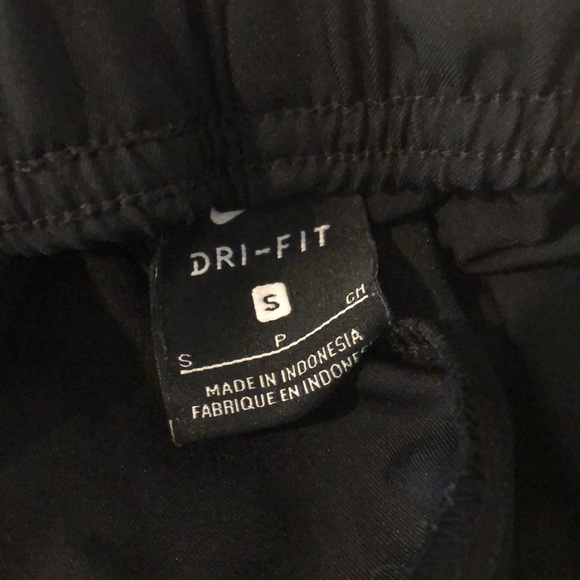 DRI-FIT
S
S P CH
MADE IN INDONESIA
FABRIQUE EN